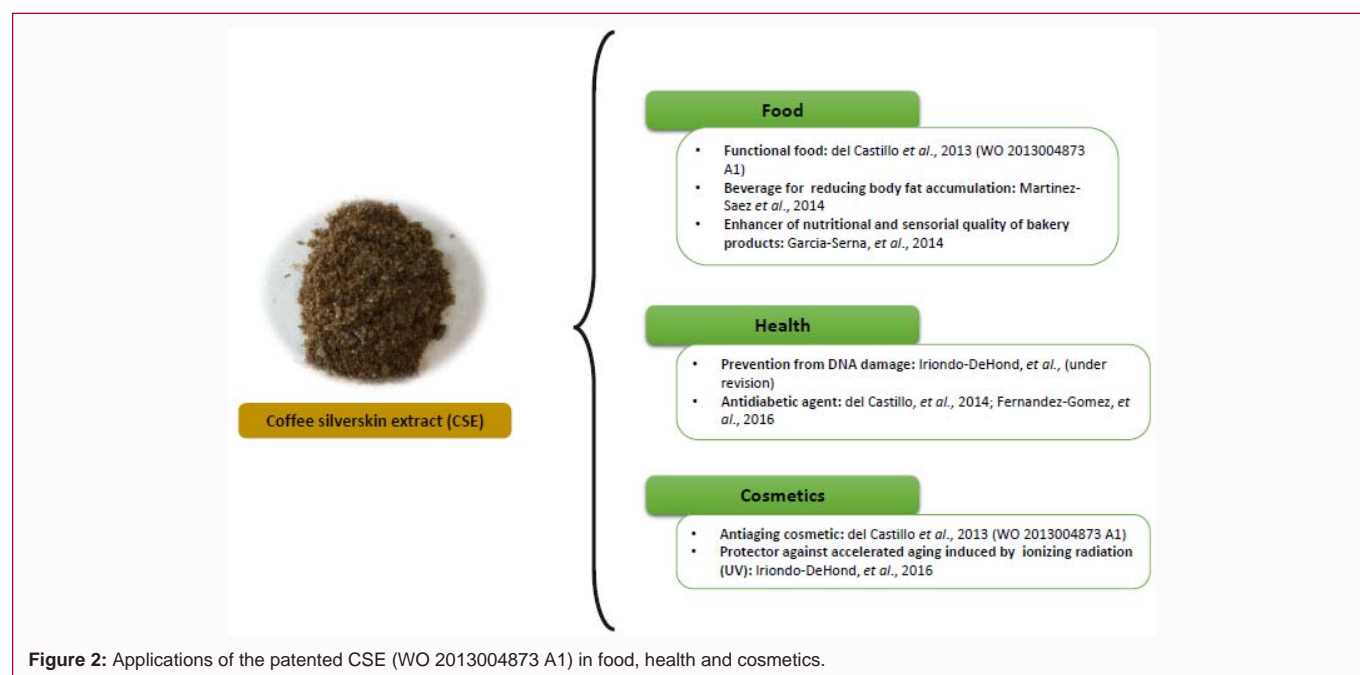 Coffee silverskin extract (CSE)
Food
• Functional food: del Castillo et al., 2013 (WO 2013004873
A1)
• Beverage for reducing body fat accumulation: Martinez-
Saez et al., 2014
• Enhancer of nutritional and sensorial quality of bakery
products: Garcia-Serna, et al., 2014
Health
• Prevention from DNA damage: Iriondo-DeHond, et al., (under
revision)
• Antidiabetic agent: del Castillo, et al., 2014; Fernandez-Gomez, et
al., 2016
Cosmetics
• Antiaging cosmetic: del Castillo et al., 2013 (WO 2013004873 A1)
• Protector against accelerated aging induced by ionizing radiation
(UV): Iriondo-DeHond, et al., 2016
Figure 2: Applications of the patented CSE (WO 2013004873 A1) in food, health and cosmetics.